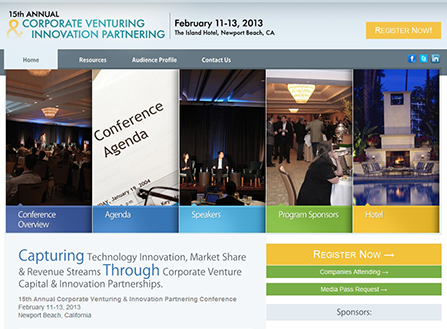 15th ANNUAL
CORPORATE VENTURING
& INNOVATION PARTNERING
February 11-13, 2013
The Island Hotel, Newport Beach, CA
REGISTER NOW!
Home
Resources
Audience Profile
Contact Us
Conference
Agenda
DAY, January 19, 2004
Conference
Overview
Agenda
Speakers
Program Sponsors
Hotel
Capturing Technology Innovation, Market Share
& Revenue Streams Through Corporate Venture
Capital & Innovation Partnerships.
15th Annual Corporate Venturing & Innovation Partnering Conference
February 11-13, 2013
Newport Beach, California
REGISTER NOW →
Companies Attending →
Media Pass Request →
Sponsors: